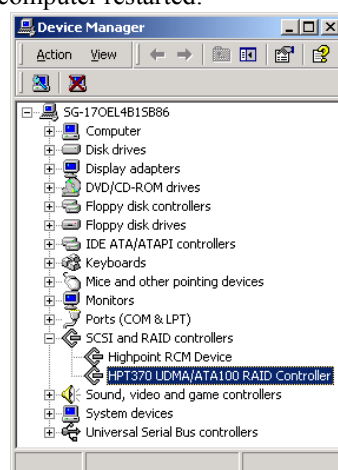 computer restarted.
Device Manager
Action View
SG-17OEL4B1SB86
Computer
Disk drives
Display adapters
DVD/CD-ROM drives
Floppy disk controllers
Floppy disk drives
IDE ATA/ATAPI controllers
Keyboards
Mice and other pointing devices
Monitors
Ports (COM & LPT)
SCSI and RAID controllers
Highpoint RCM Device
HPT370 UDMA/ATA100 RAID Controller
Sound, video and game controllers
System devices
Universal Serial Bus controllers